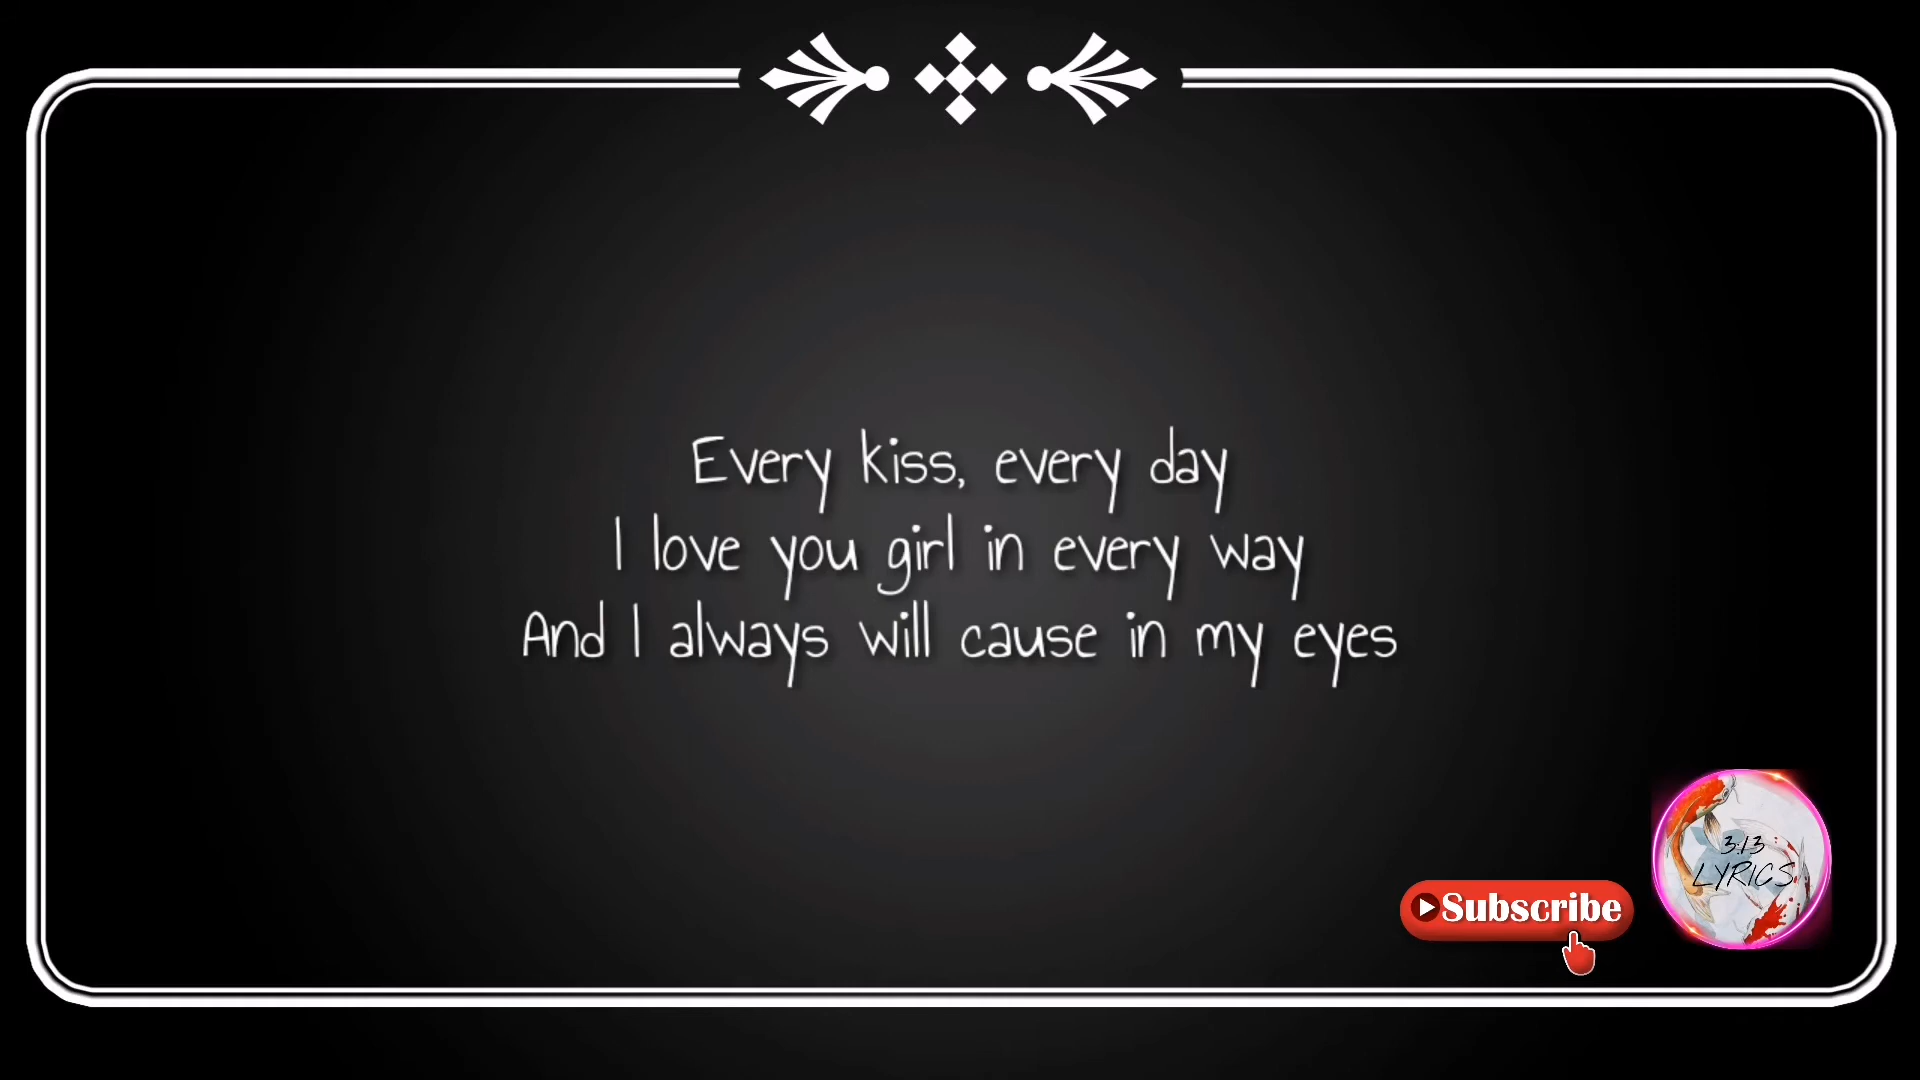 Every kiss, every day
I love you girl in every way
And I always will cause in my eyes
3:13
LYRICS
Subscribe